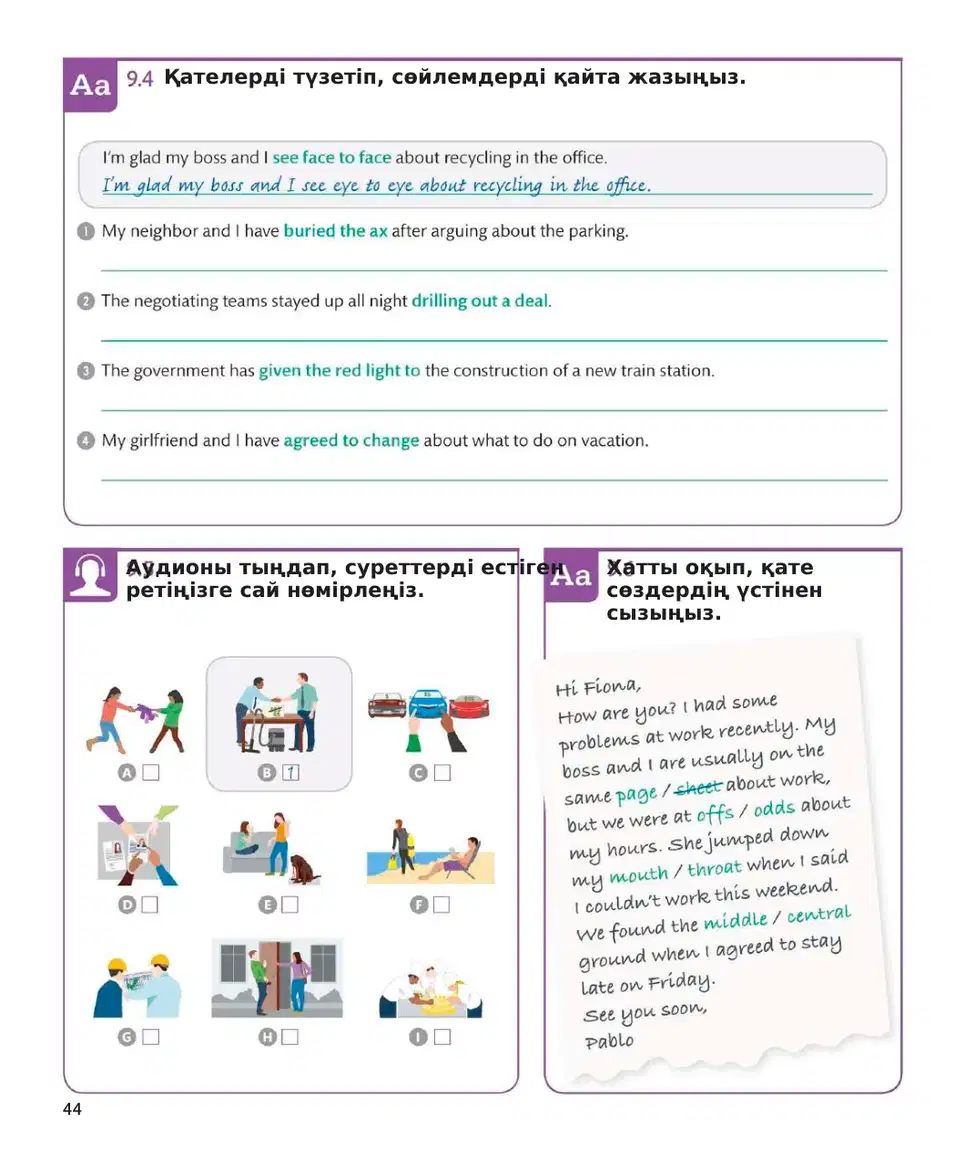 Aa 9.4 Қателерді түзетіп, сөйлемдерді қайта жазыңыз.
I'm glad my boss and I see face to face about recycling in the office.
I'm glad my boss and I see eye to eye about recycling in the office.
1 My neighbor and I have buried the ax after arguing about the parking.
2 The negotiating teams stayed up all night drilling out a deal.
3 The government has given the red light to the construction of a new train station.
4 My girlfriend and I have agreed to change about what to do on vacation.
Аудионы тыңдап, суреттерді естіген
ретіңізге сай нөмірлеңіз.
A
B 1
C
D
E
F
G
H
I
Aa Хатты оқып, қате
сөздердің үстінен
сызыңыз.
Hi Fiona,
How are you? I had some
problems at work recently. My
boss and I are usually on the
same page / sheet about work,
but we were at offs / odds about
my hours. She jumped down
my mouth / throat when I said
I couldn't work this weekend.
We found the middle / central
ground when I agreed to stay
late on Friday.
See you soon,
Pablo
44